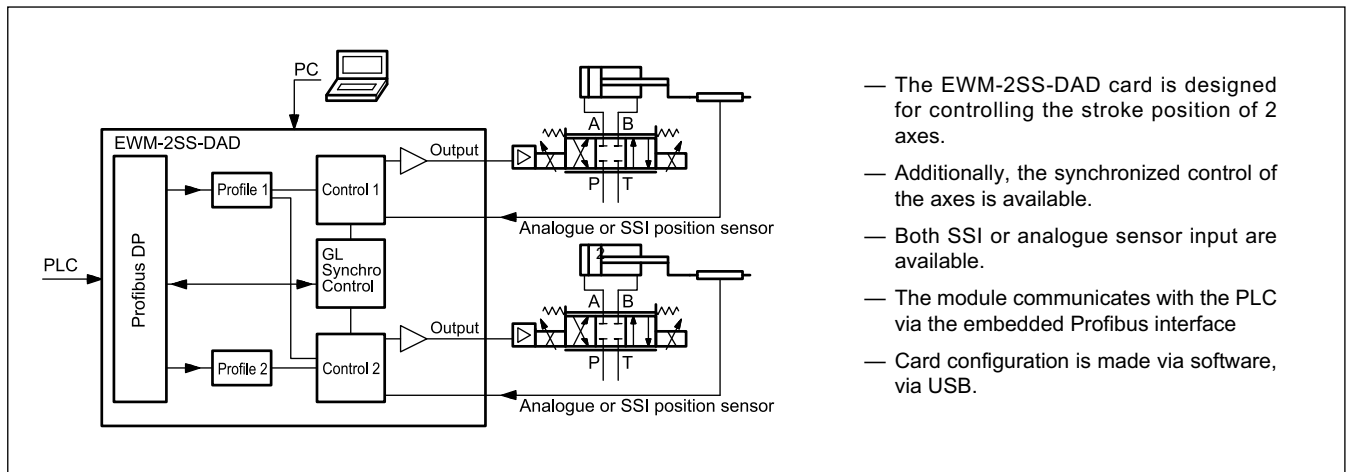 PC
EWM-2SS-DAD
Profibus DP
PLC
Profile 1
Control 1
Output
A B
P T
Analogue or SSI position sensor
GL
Synchro
Control
2
A B
Output
Profile 2
Control 2
P T
Analogue or SSI position sensor
— The EWM-2SS-DAD card is designed
for controlling the stroke position of 2
axes.
— Additionally, the synchronized control of
the axes is available.
— Both SSI or analogue sensor input are
available.
— The module communicates with the PLC
via the embedded Profibus interface
— Card configuration is made via software,
via USB.